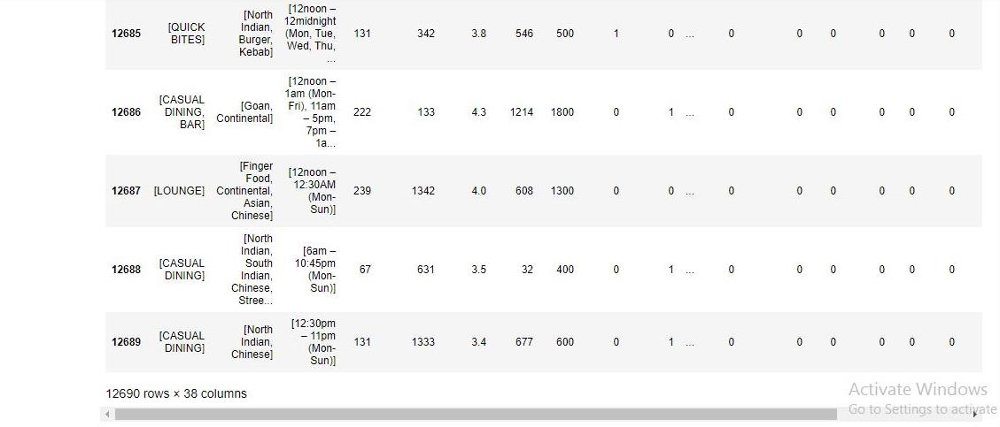 12685 [QUICK BITES] [North Indian, Burger, Kebab] [12noon – 12midnight (Mon, Tue, Wed, Thu, ... 131 342 3.8 546 500 1 0 ... 0 0 0 0 0 0
12686 [CASUAL DINING, BAR] [Goan, Continental] [12noon – 1am (Mon-Fri), 11am – 5pm, 7pm – 1a... 222 133 4.3 1214 1800 0 1 ... 0 0 0 0 0 0
12687 [LOUNGE] [Finger Food, Continental, Asian, Chinese] [12noon – 12:30AM (Mon-Sun)] 239 1342 4.0 608 1300 0 0 ... 0 0 0 0 0 0
12688 [CASUAL DINING] [North Indian, South Indian, Chinese, Stree... [6am – 10:45pm (Mon-Sun)] 67 631 3.5 32 400 0 1 ... 0 0 0 0 0 0
12689 [CASUAL DINING] [North Indian, Chinese] [12:30pm – 11pm (Mon-Sun)] 131 1333 3.4 677 600 0 1 ... 0 0 0 0 0 0
12690 rows × 38 columns
Activate Windows
Go to Settings to activate